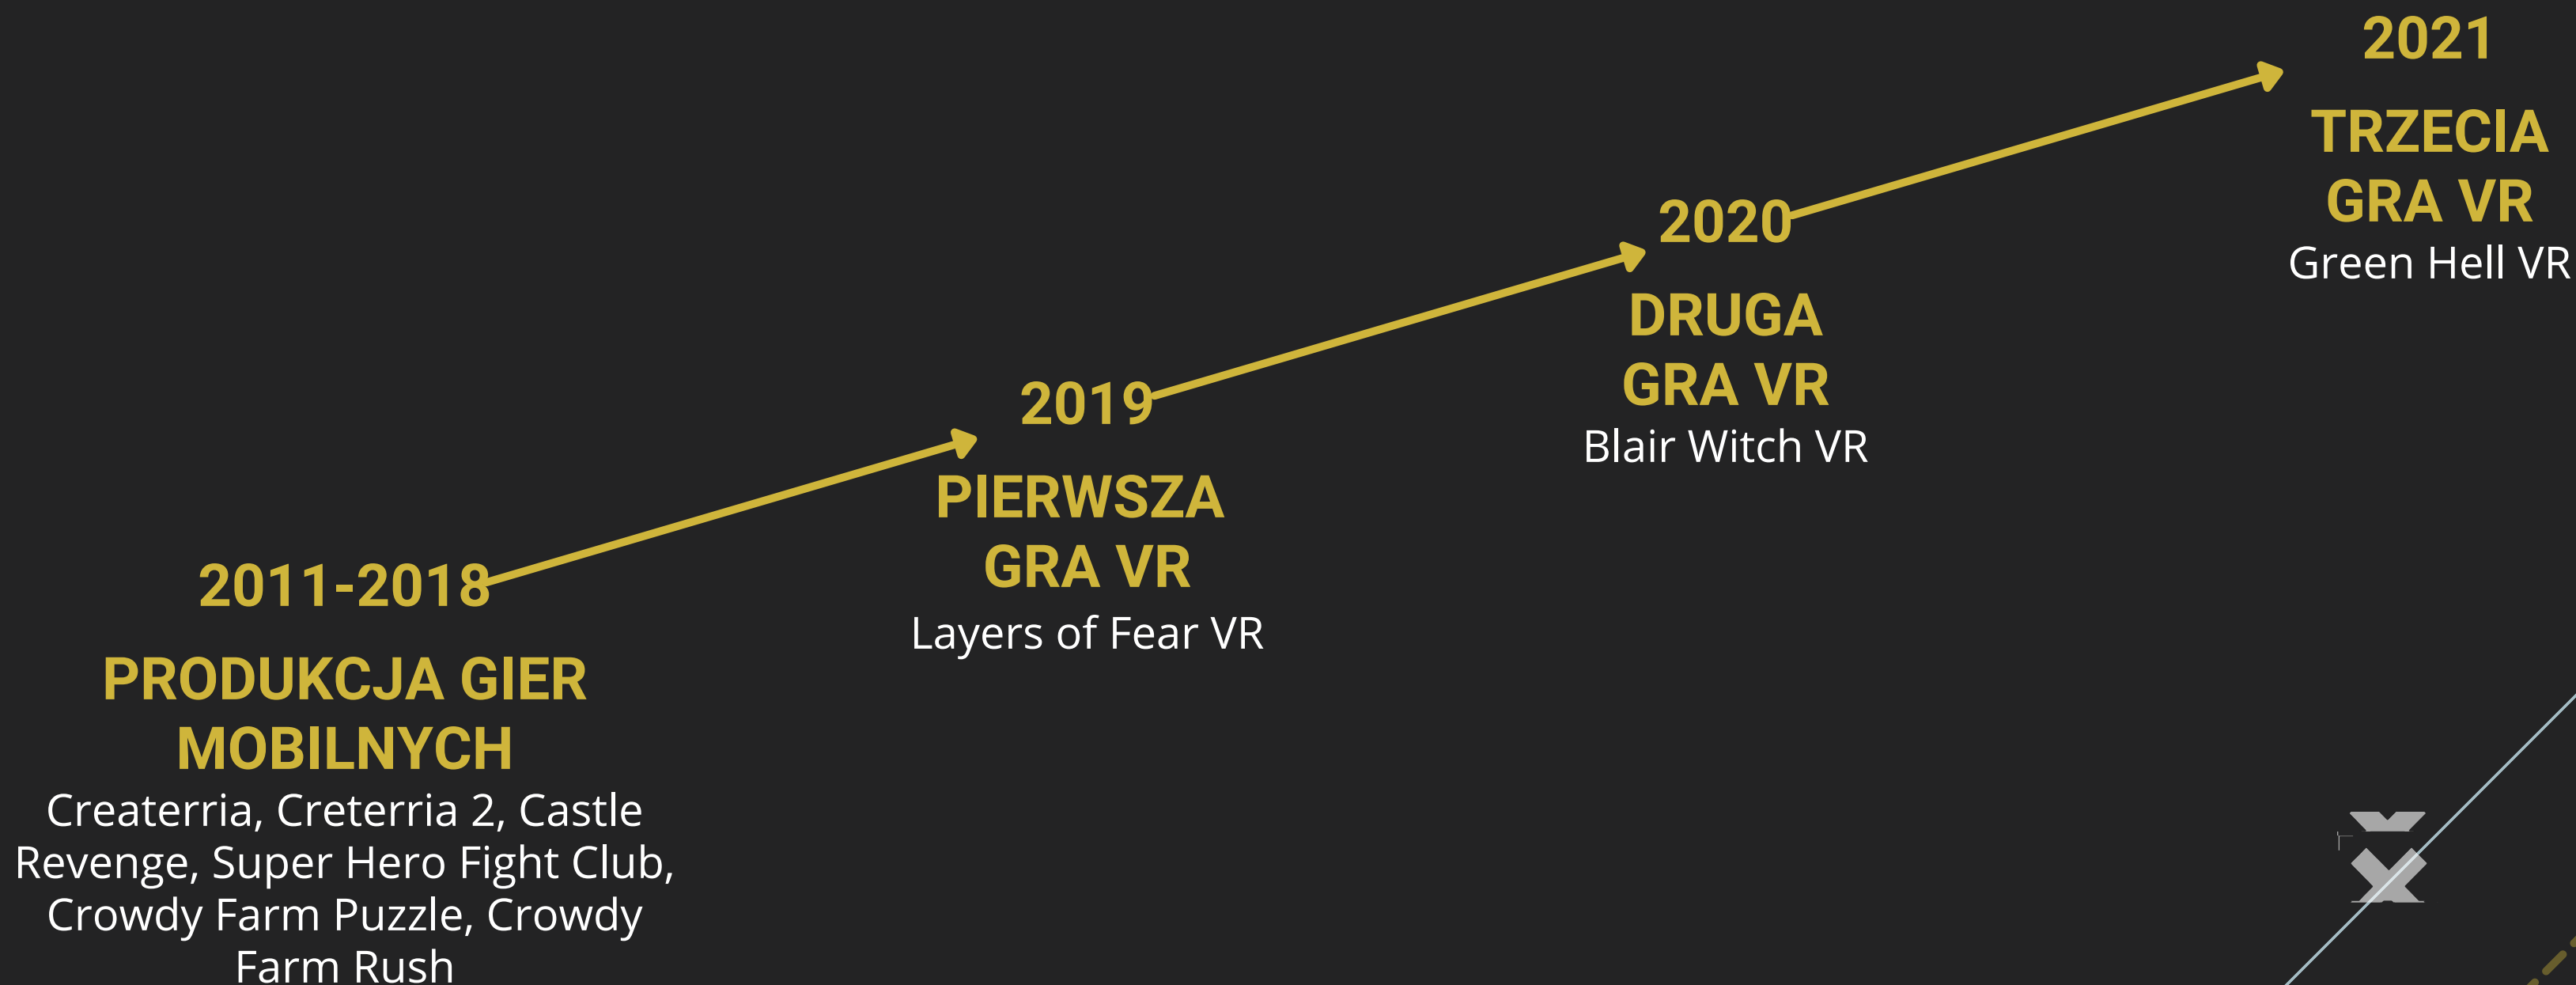 2011-2018
PRODUKCJA GIER
MOBILNYCH
Createrria, Creterria 2, Castle
Revenge, Super Hero Fight Club,
Crowdy Farm Puzzle, Crowdy
Farm Rush
2019
PIERWSZA
GRA VR
Layers of Fear VR
2020
DRUGA
GRA VR
Blair Witch VR
2021
TRZECIA
GRA VR
Green Hell VR